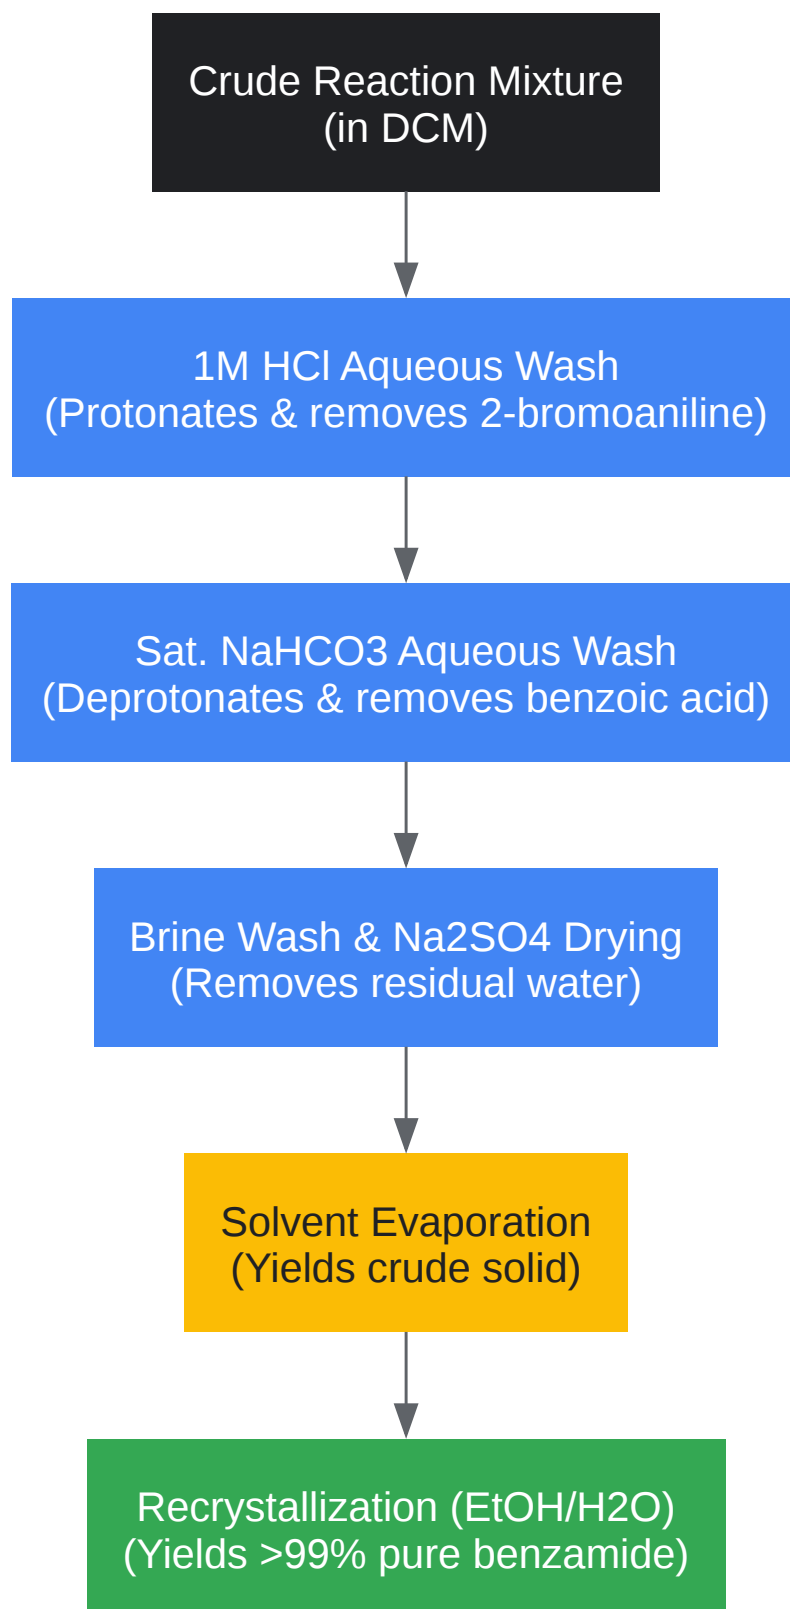 Crude Reaction Mixture
(in DCM)
1M HCl Aqueous Wash
(Protonates & removes 2-bromoaniline)
Sat. NaHCO3 Aqueous Wash
(Deprotonates & removes benzoic acid)
Brine Wash & Na2SO4 Drying
(Removes residual water)
Solvent Evaporation
(Yields crude solid)
Recrystallization (EtOH/H2O)
(Yields >99% pure benzamide)